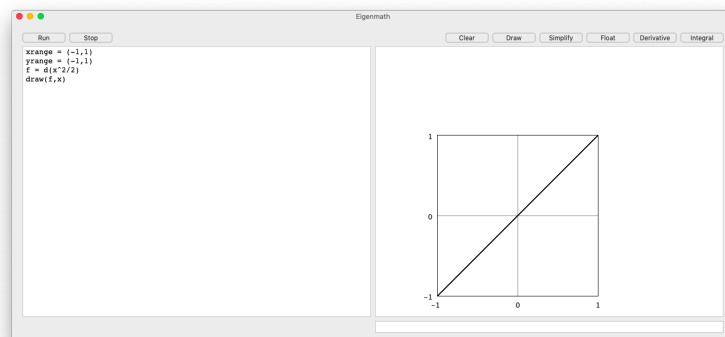 Eigenmath
Run Stop Clear Draw Simplify Float Derivative Integral
xrange = (-1,1)
yrange = (-1,1)
f = d(x^2/2)
draw(f,x)
1
0
-1
-1 0 1